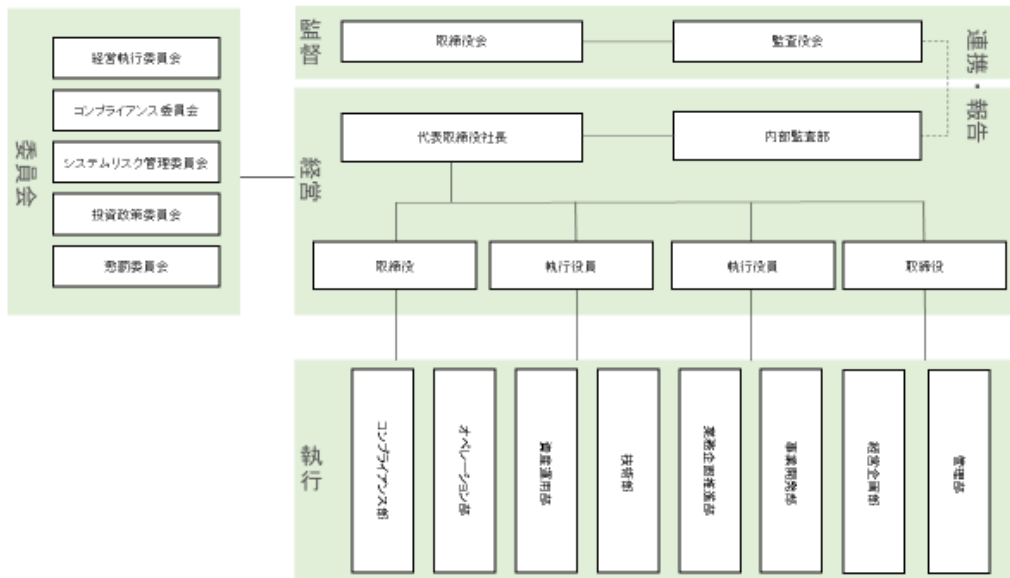 委員会
経営執行委員会
コンプライアンス委員会
システムリスク管理委員会
投資政策委員会
懲罰委員会
監督
取締役会
監査役会
連携・報告
経営
代表取締役社長
内部監査部
取締役
執行役員
執行役員
取締役
執行
コンプライアンス部
オペレーション部
資産運用部
技術部
業務企画推進部
事業開発部
経営企画部
管理部